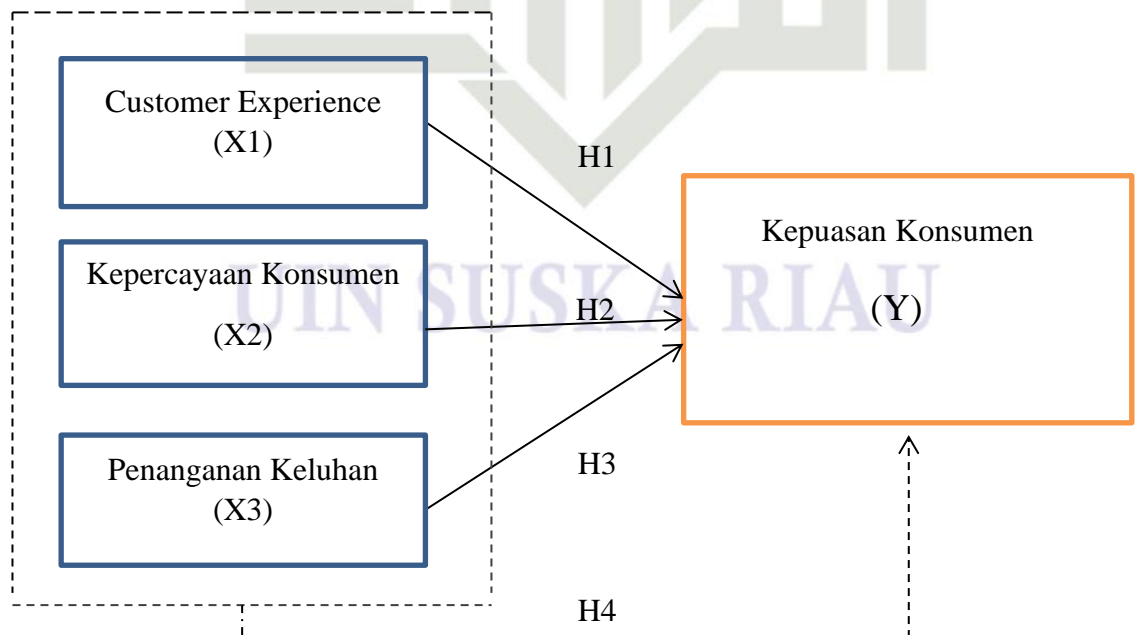 Customer Experience
(X1)
H1
Kepuasan Konsumen
(Y)
Kepercayaan Konsumen
(X2)
H2
UIN SUSKA RIAU
Penanganan Keluhan
(X3)
H3
H4